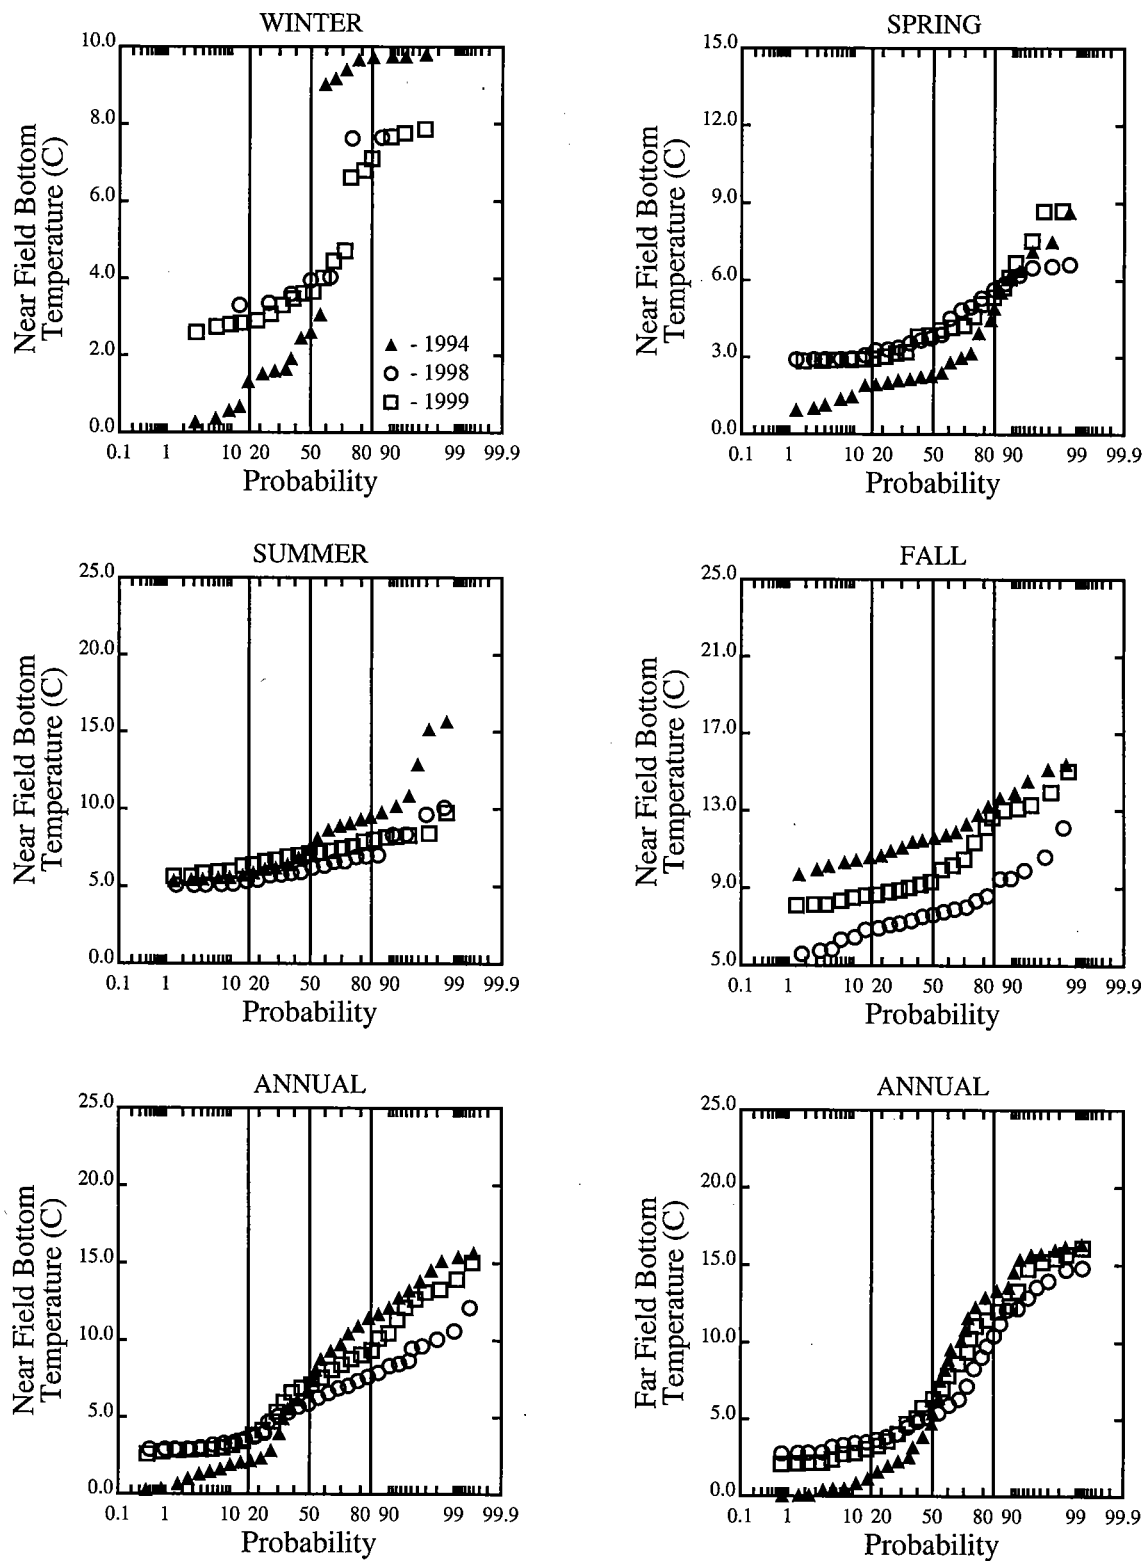 WINTER
Near Field Bottom
Temperature (C)
10.0
8.0
6.0
4.0
2.0
0.0
▲ - 1994
○ - 1998
□ - 1999
0.1 1 10 20 50 80 90 99 99.9
Probability
SPRING
Near Field Bottom
Temperature (C)
15.0
12.0
9.0
6.0
3.0
0.0
0.1 1 10 20 50 80 90 99 99.9
Probability
SUMMER
Near Field Bottom
Temperature (C)
25.0
20.0
15.0
10.0
5.0
0.0
0.1 1 10 20 50 80 90 99 99.9
Probability
FALL
Near Field Bottom
Temperature (C)
25.0
21.0
17.0
13.0
9.0
5.0
0.1 1 10 20 50 80 90 99 99.9
Probability
ANNUAL
Near Field Bottom
Temperature (C)
25.0
20.0
15.0
10.0
5.0
0.0
0.1 1 10 20 50 80 90 99 99.9
Probability
ANNUAL
Far Field Bottom
Temperature (C)
25.0
20.0
15.0
10.0
5.0
0.0
0.1 1 10 20 50 80 90 99 99.9
Probability